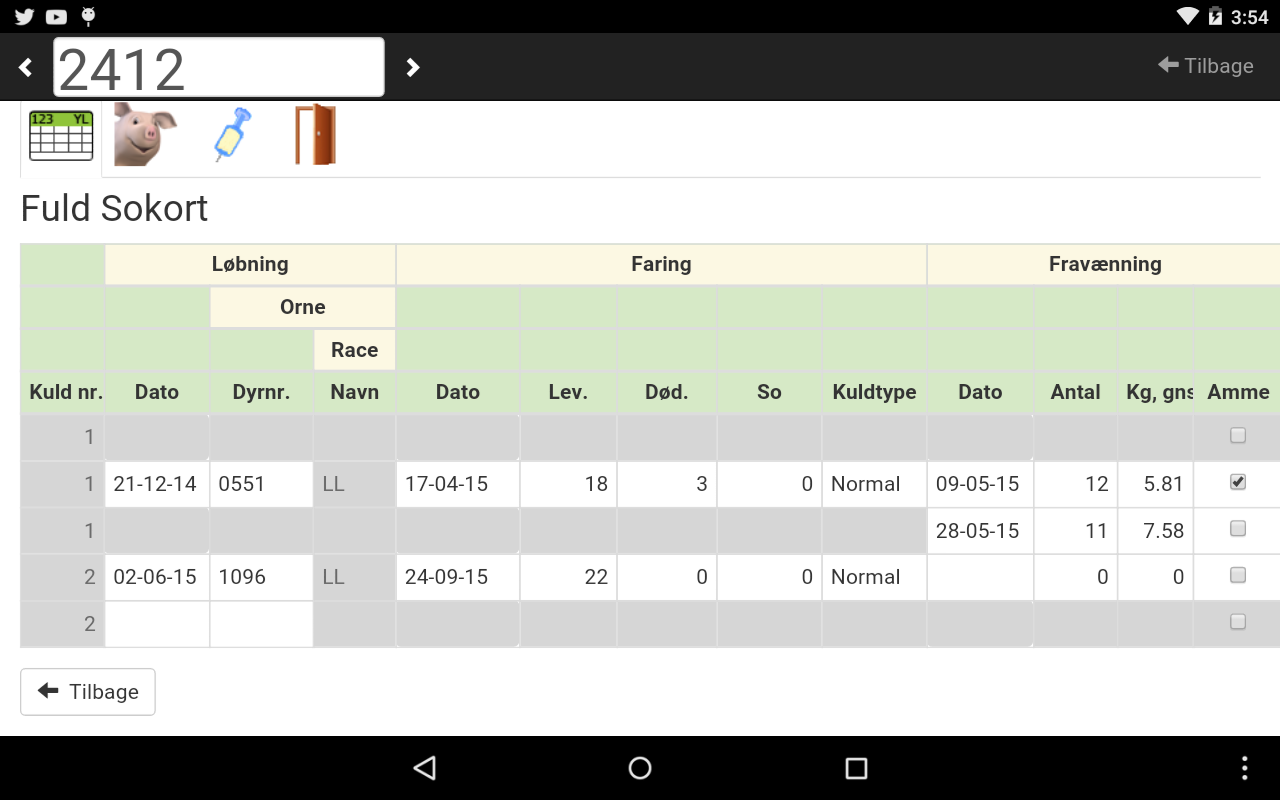 3:54
2412
Tilbage
123 YL
Fuld Sokort
Løbning Faring Fravænning
Orne
Race
Kuld nr. Dato Dyrnr. Navn Dato Lev. Død. So Kuldtype Dato Antal Kg, gns Amme
1
1 21-12-14 0551 LL 17-04-15 18 3 0 Normal 09-05-15 12 5.81
1 28-05-15 11 7.58
2 02-06-15 1096 LL 24-09-15 22 0 0 Normal 0 0
2
Tilbage